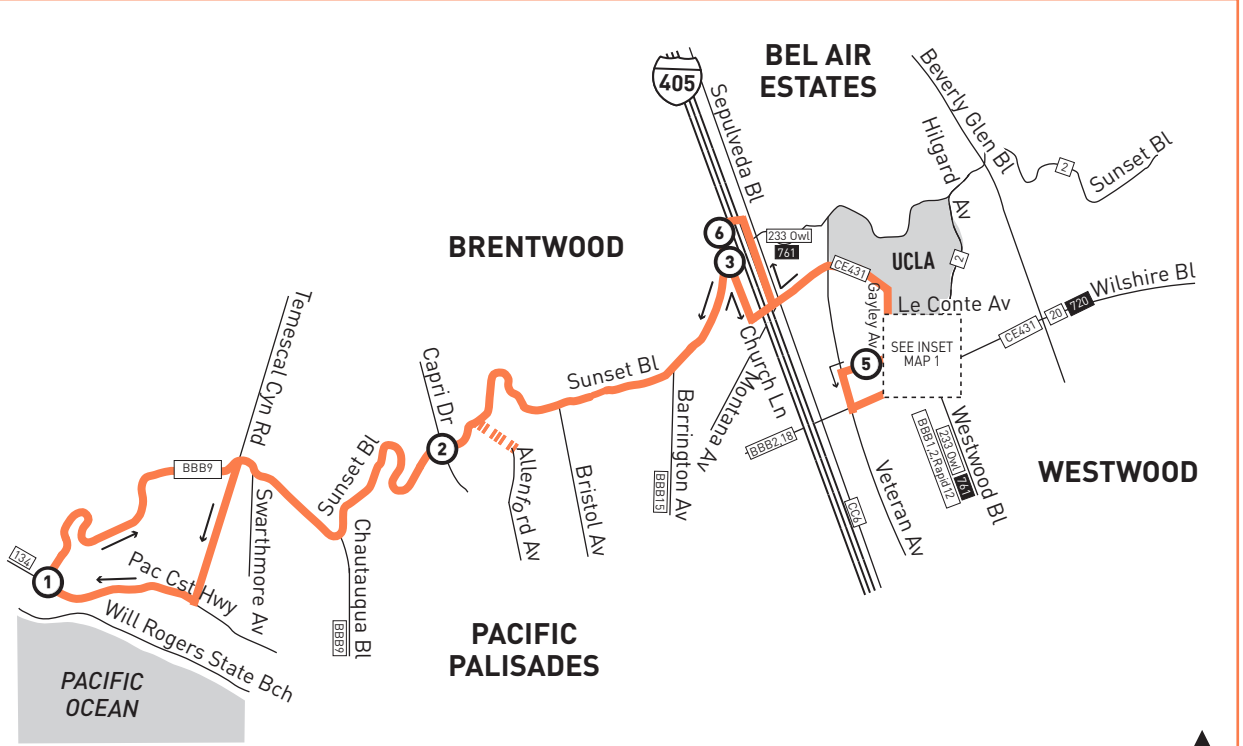 BEL AIR
ESTATES
405
Sepulveda Bl
Beverly Glen Bl
Hilgard Av
2
Sunset Bl
BRENTWOOD
6
3
233 Owl
761
CE431
UCLA
2
Gayley Av
Le Conte Av
Wilshire Bl
CE431
20
720
SEE INSET
MAP 1
5
Temescal Cyn Rd
Capri Dr
Sunset Bl
Church Ln
Montana Av
Barrington Av
BBB15
BBB2,18
2
Sunset Bl
Allenford Av
Bristol Av
CC6
Veteran Av
Westwood Bl
233 Owl
761
BBB1,2,Rapid12
WESTWOOD
BBB9
Swarthmore Av
Chautauqua Bl
BBB9
134
1
Pac Cst Hwy
Will Rogers State Bch
PACIFIC
PALISADES
PACIFIC
OCEAN